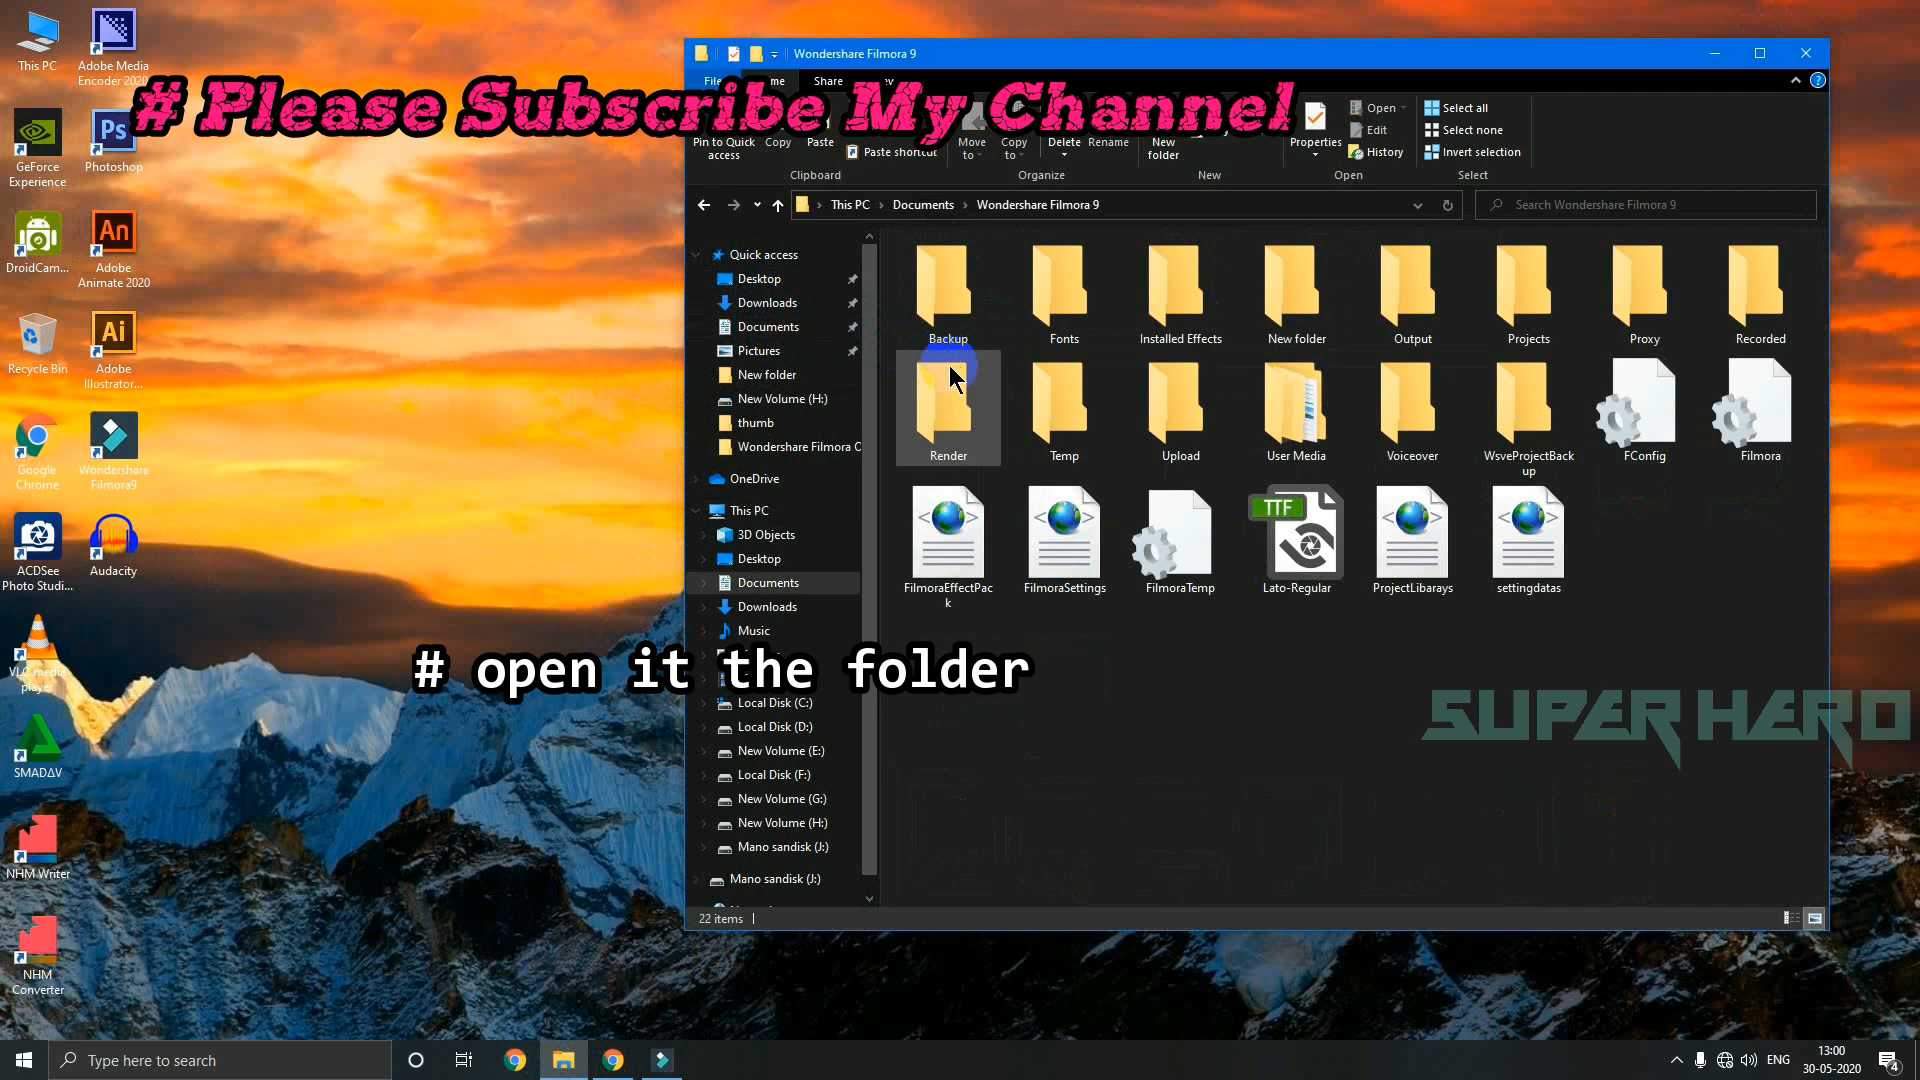 This PC
Adobe Media
Encoder 2020
GeForce
Experience
Photoshop
DroidCam...
Adobe
Animate 2020
Recycle Bin
Adobe
Illustrator...
Google
Chrome
Wondershare
Filmora9
ACDSee
Photo Studi...
Audacity
VLC media
player
SMADΔV
NHM Writer
NHM
Converter
# Please Subscribe My Channel
Wondershare Filmora 9
File
Share
Pin to Quick
access
Copy
Paste
Paste shortcut
Clipboard
Move
to
Copy
to
Delete
Rename
Organize
New
folder
New
Properties
Open
Edit
History
Open
Select all
Select none
Invert selection
Select
This PC
Documents
Wondershare Filmora 9
Search Wondershare Filmora 9
Quick access
Desktop
Downloads
Documents
Pictures
New folder
New Volume (H:)
thumb
Wondershare Filmora C
OneDrive
This PC
3D Objects
Desktop
Documents
Downloads
Music
Local Disk (C:)
Local Disk (D:)
New Volume (E:)
Local Disk (F:)
New Volume (G:)
New Volume (H:)
Mano sandisk (J:)
Mano sandisk (J:)
Backup
Fonts
Installed Effects
New folder
Output
Projects
Proxy
Recorded
Render
Temp
Upload
User Media
Voiceover
WsveProjectBack
up
FConfig
Filmora
TTF
FilmoraEffectPac
k
FilmoraSettings
FilmoraTemp
Lato-Regular
ProjectLibarays
settingdatas
# open it the folder
SUPER HERO
22 items
Type here to search
ENG
13:00
30-05-2020
4
Ps
An
Ai